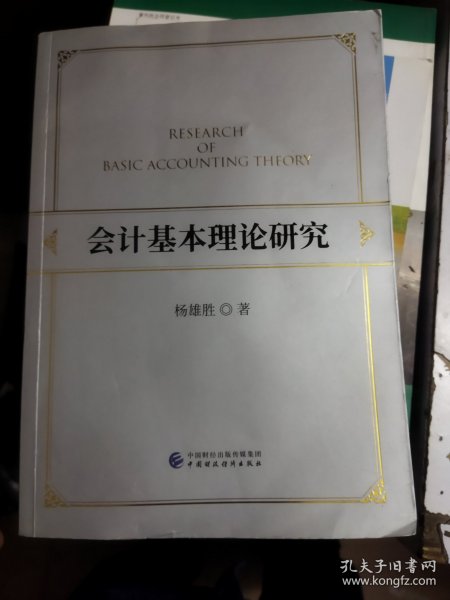 RESEARCH
OF
BASIC ACCOUNTING THEORY
会计基本理论研究
杨雄胜◎著
中国财经出版传媒集团
中国财政经济出版社
孔夫子旧书网
www.kongfz.com